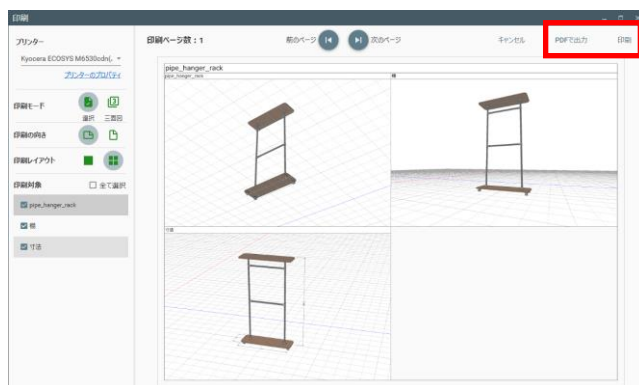 印刷
プリンター
Kyocera ECOSYS M6530cdn(,
プリンターのプロパティ
印刷モード
選択 三面図
印刷の向き
印刷レイアウト
印刷対象 全て選択
pipe_hanger_rack
棚
寸法
印刷ページ数：1 前のページ 次のページ キャンセル PDFで出力 印刷
pipe_hanger_rack
pipe_hanger_rack 棚
寸法